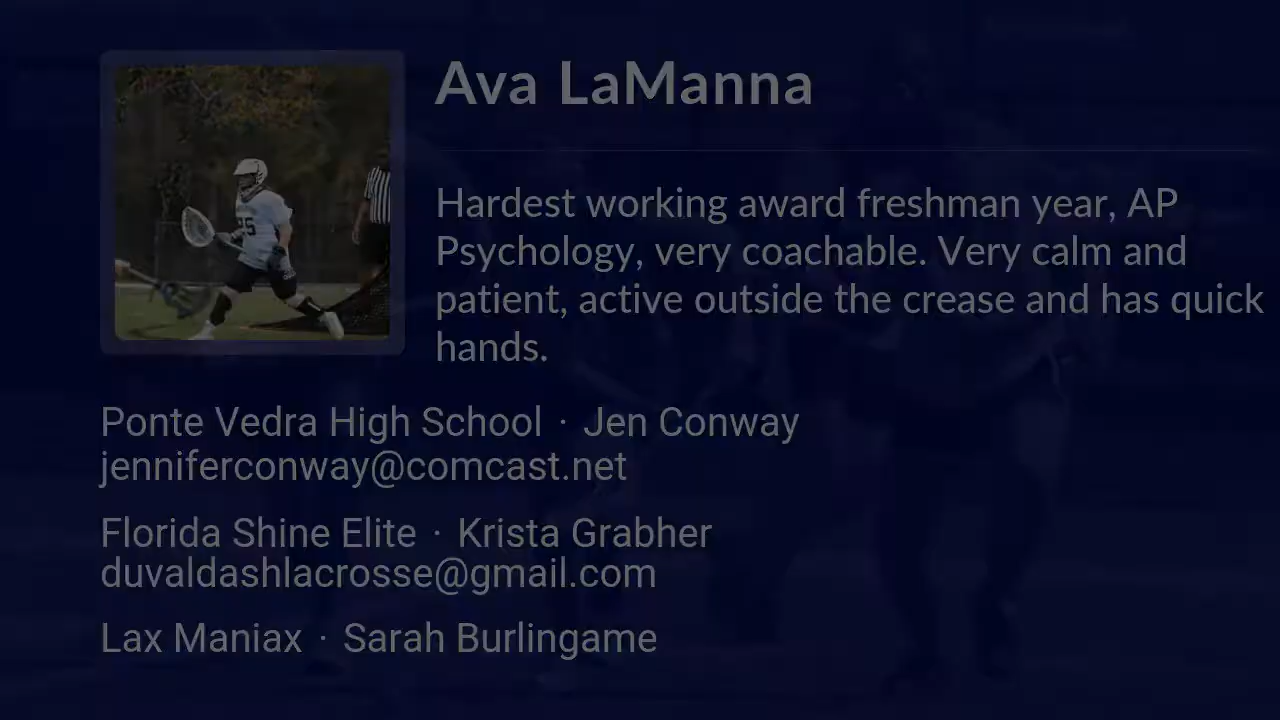 Ava LaManna
Hardest working award freshman year, AP
Psychology, very coachable. Very calm and
patient, active outside the crease and has quick
hands.
Ponte Vedra High School · Jen Conway
jenniferconway@comcast.net
Florida Shine Elite · Krista Grabher
duvaldashlacrosse@gmail.com
Lax Maniax · Sarah Burlingame